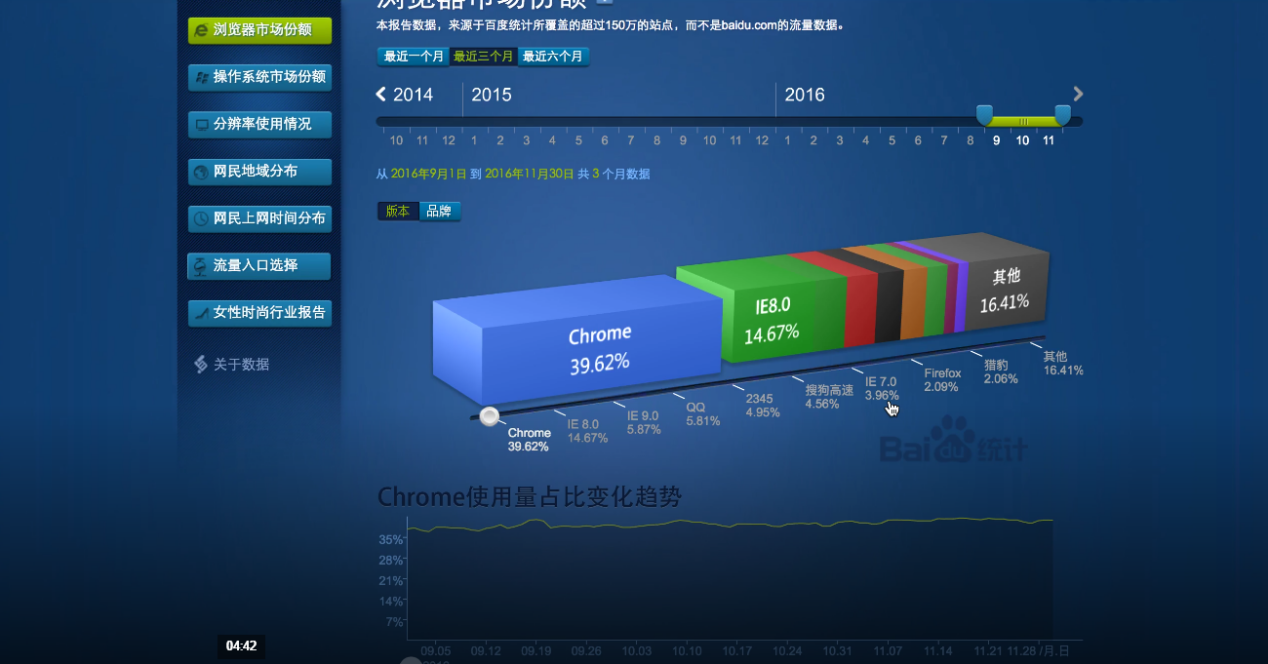 浏览器市场份额
本报告数据，来源于百度统计所覆盖的超过150万的站点，而不是baidu.com的流量数据。
浏览器市场份额
操作系统市场份额
分辨率使用情况
网民地域分布
网民上网时间分布
流量入口选择
女性时尚行业报告
关于数据
最近一个月 最近三个月 最近六个月
2014 2015 2016
10 11 12 1 2 3 4 5 6 7 8 9 10 11 12 1 2 3 4 5 6 7 8 9 10 11
从 2016年9月1日 到 2016年11月30日 共 3 个月数据
版本 品牌
Chrome
39.62%
IE8.0
14.67%
其他
16.41%
Chrome
39.62%
IE 8.0
14.67%
IE 9.0
5.87%
QQ
5.81%
2345
4.95%
搜狗高速
4.56%
IE 7.0
3.96%
Firefox
2.09%
猎豹
2.06%
其他
16.41%
Bai du 统计
Chrome使用量占比变化趋势
35%
28%
21%
14%
7%
09.05 09.12 09.19 09.26 10.03 10.10 10.17 10.24 10.31 11.07 11.14 11.21 11.28 /月.日
04:42